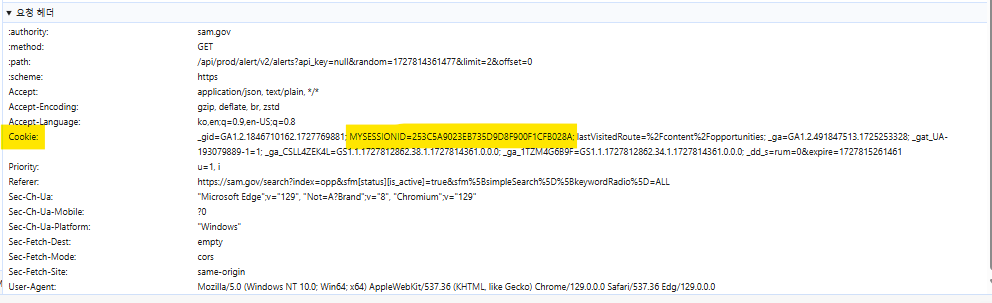 ▼ 요청 헤더
:authority: sam.gov
:method: GET
:path: /api/prod/alert/v2/alerts?api_key=null&random=1727814361477&limit=2&offset=0
:scheme: https
Accept: application/json, text/plain, */*
Accept-Encoding: gzip, deflate, br, zstd
Accept-Language: ko,en;q=0.9,en-US;q=0.8
Cookie: _gid=GA1.2.1846710162.1727769881; MYSESSIONID=253C5A9023EB735D9D8F900F1CFB028A; lastVisitedRoute=%2Fcontent%2Fopportunities; _ga=GA1.2.491847513.1725253328; _gat_UA-
193079889-1=1; _ga_CSLL4ZEK4L=GS1.1.1727812862.38.1.1727814361.0.0.0; _ga_1TZM4G6B9F=GS1.1.1727812862.34.1.1727814361.0.0.0; _dd_s=rum=0&expire=1727815261461
Priority: u=1, i
Referer: https://sam.gov/search?index=opp&sfm[status][is_active]=true&sfm%5BsimpleSearch%5D%5BkeywordRadio%5D=ALL
Sec-Ch-Ua: "Microsoft Edge";v="129", "Not=A?Brand";v="8", "Chromium";v="129"
Sec-Ch-Ua-Mobile: ?0
Sec-Ch-Ua-Platform: "Windows"
Sec-Fetch-Dest: empty
Sec-Fetch-Mode: cors
Sec-Fetch-Site: same-origin
User-Agent: Mozilla/5.0 (Windows NT 10.0; Win64; x64) AppleWebKit/537.36 (KHTML, like Gecko) Chrome/129.0.0.0 Safari/537.36 Edg/129.0.0.0